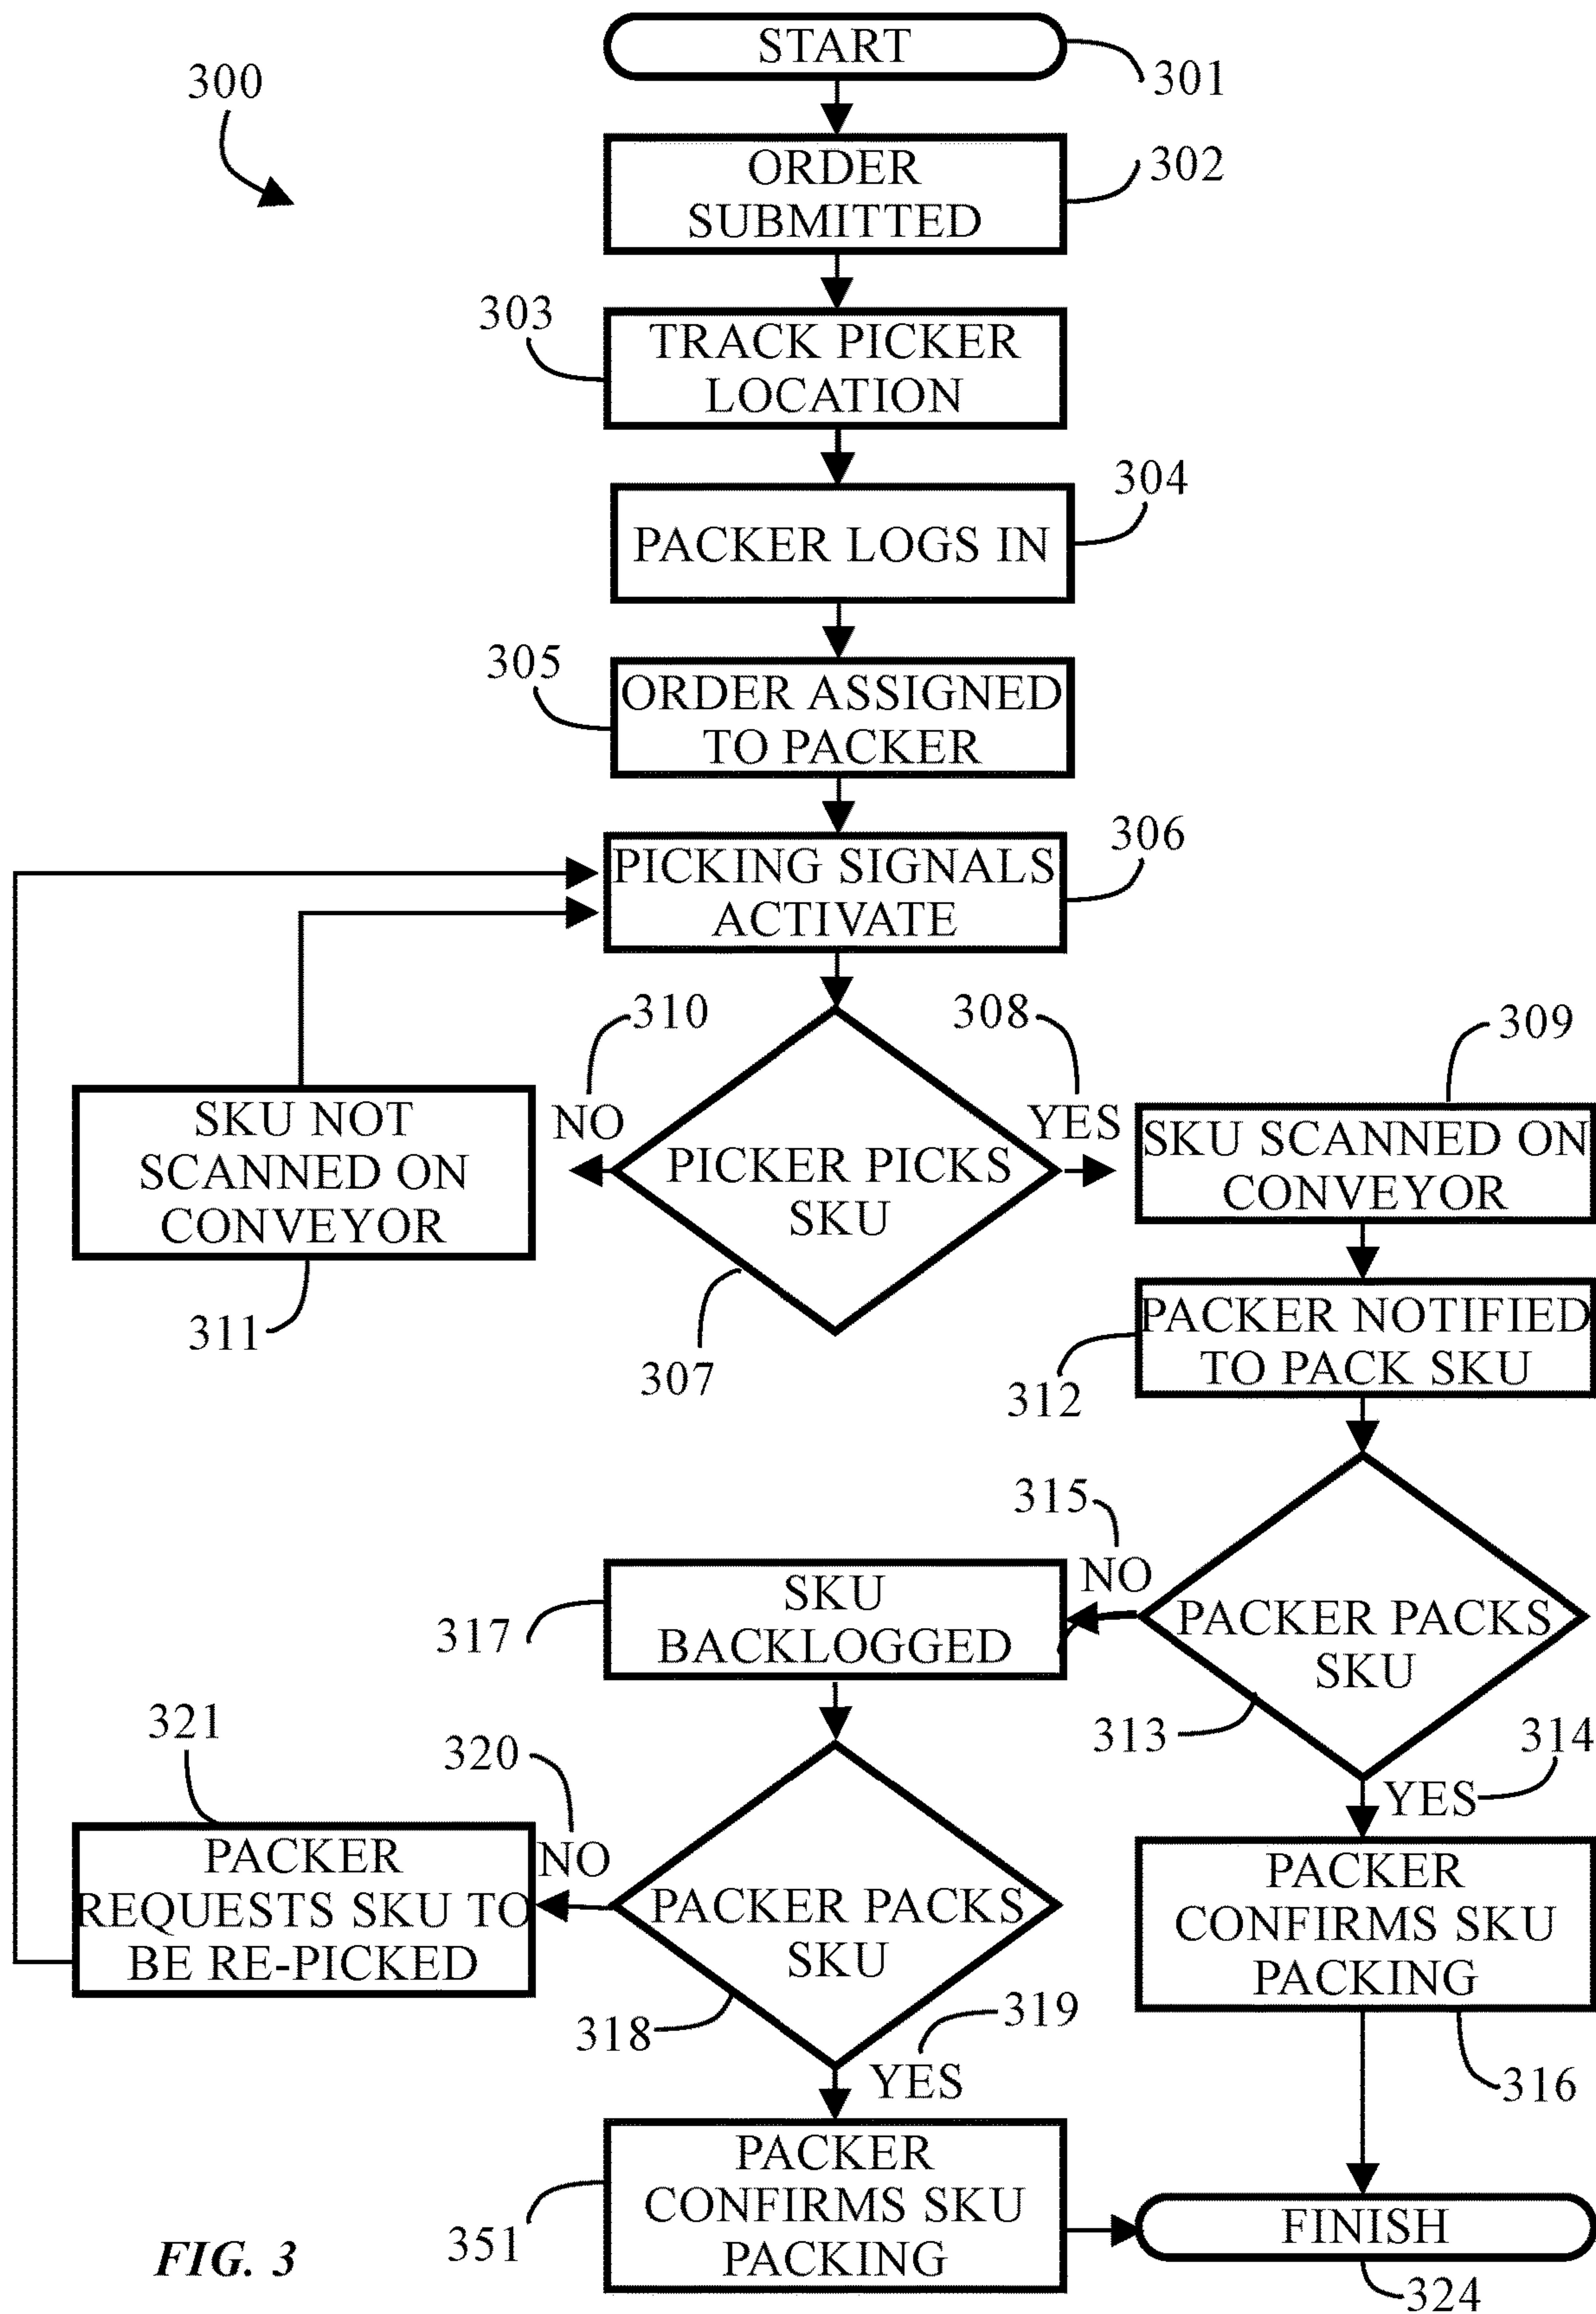 START
301
300
ORDER
SUBMITTED
302
303
TRACK PICKER
LOCATION
304
PACKER LOGS IN
305
ORDER ASSIGNED
TO PACKER
306
PICKING SIGNALS
ACTIVATE
310
308
309
NO
YES
SKU NOT
SCANNED ON
CONVEYOR
PICKER PICKS
SKU
SKU SCANNED ON
CONVEYOR
311
307
PACKER NOTIFIED
TO PACK SKU
312
315
NO
SKU
BACKLOGGED
317
PACKER PACKS
SKU
313
314
YES
321
320
NO
PACKER
REQUESTS SKU TO
BE RE-PICKED
PACKER PACKS
SKU
PACKER
CONFIRMS SKU
PACKING
318
319
YES
316
PACKER
CONFIRMS SKU
PACKING
351
FINISH
324
FIG. 3